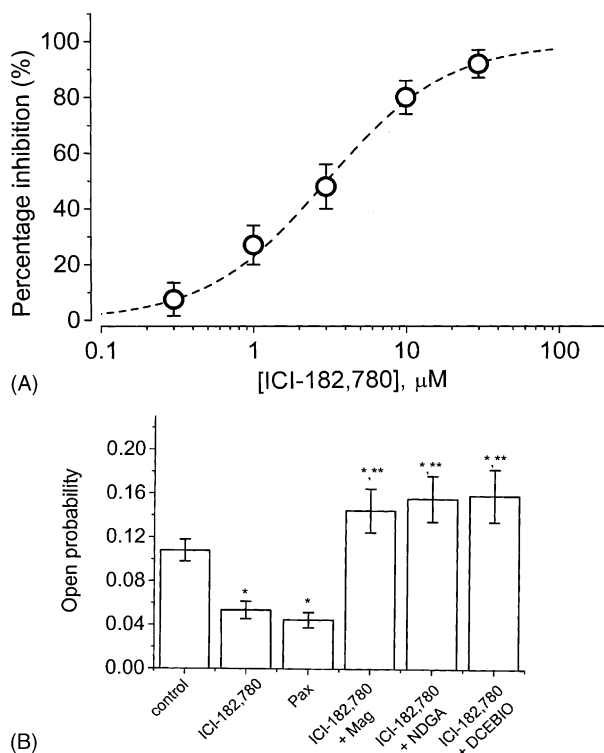 100
80
60
40
20
0
Percentage inhibition (%)
0.1 1 10 100
[ICI-182,780], μM
(A)
0.20
0.16
0.12
0.08
0.04
0.00
Open probability
* *,** *,** *,**
*
control
ICI-182,780
Pax
ICI-182,780
+ Mag
ICI-182,780
+ NDGA
ICI-182,780
+ DCEBIO
(B)